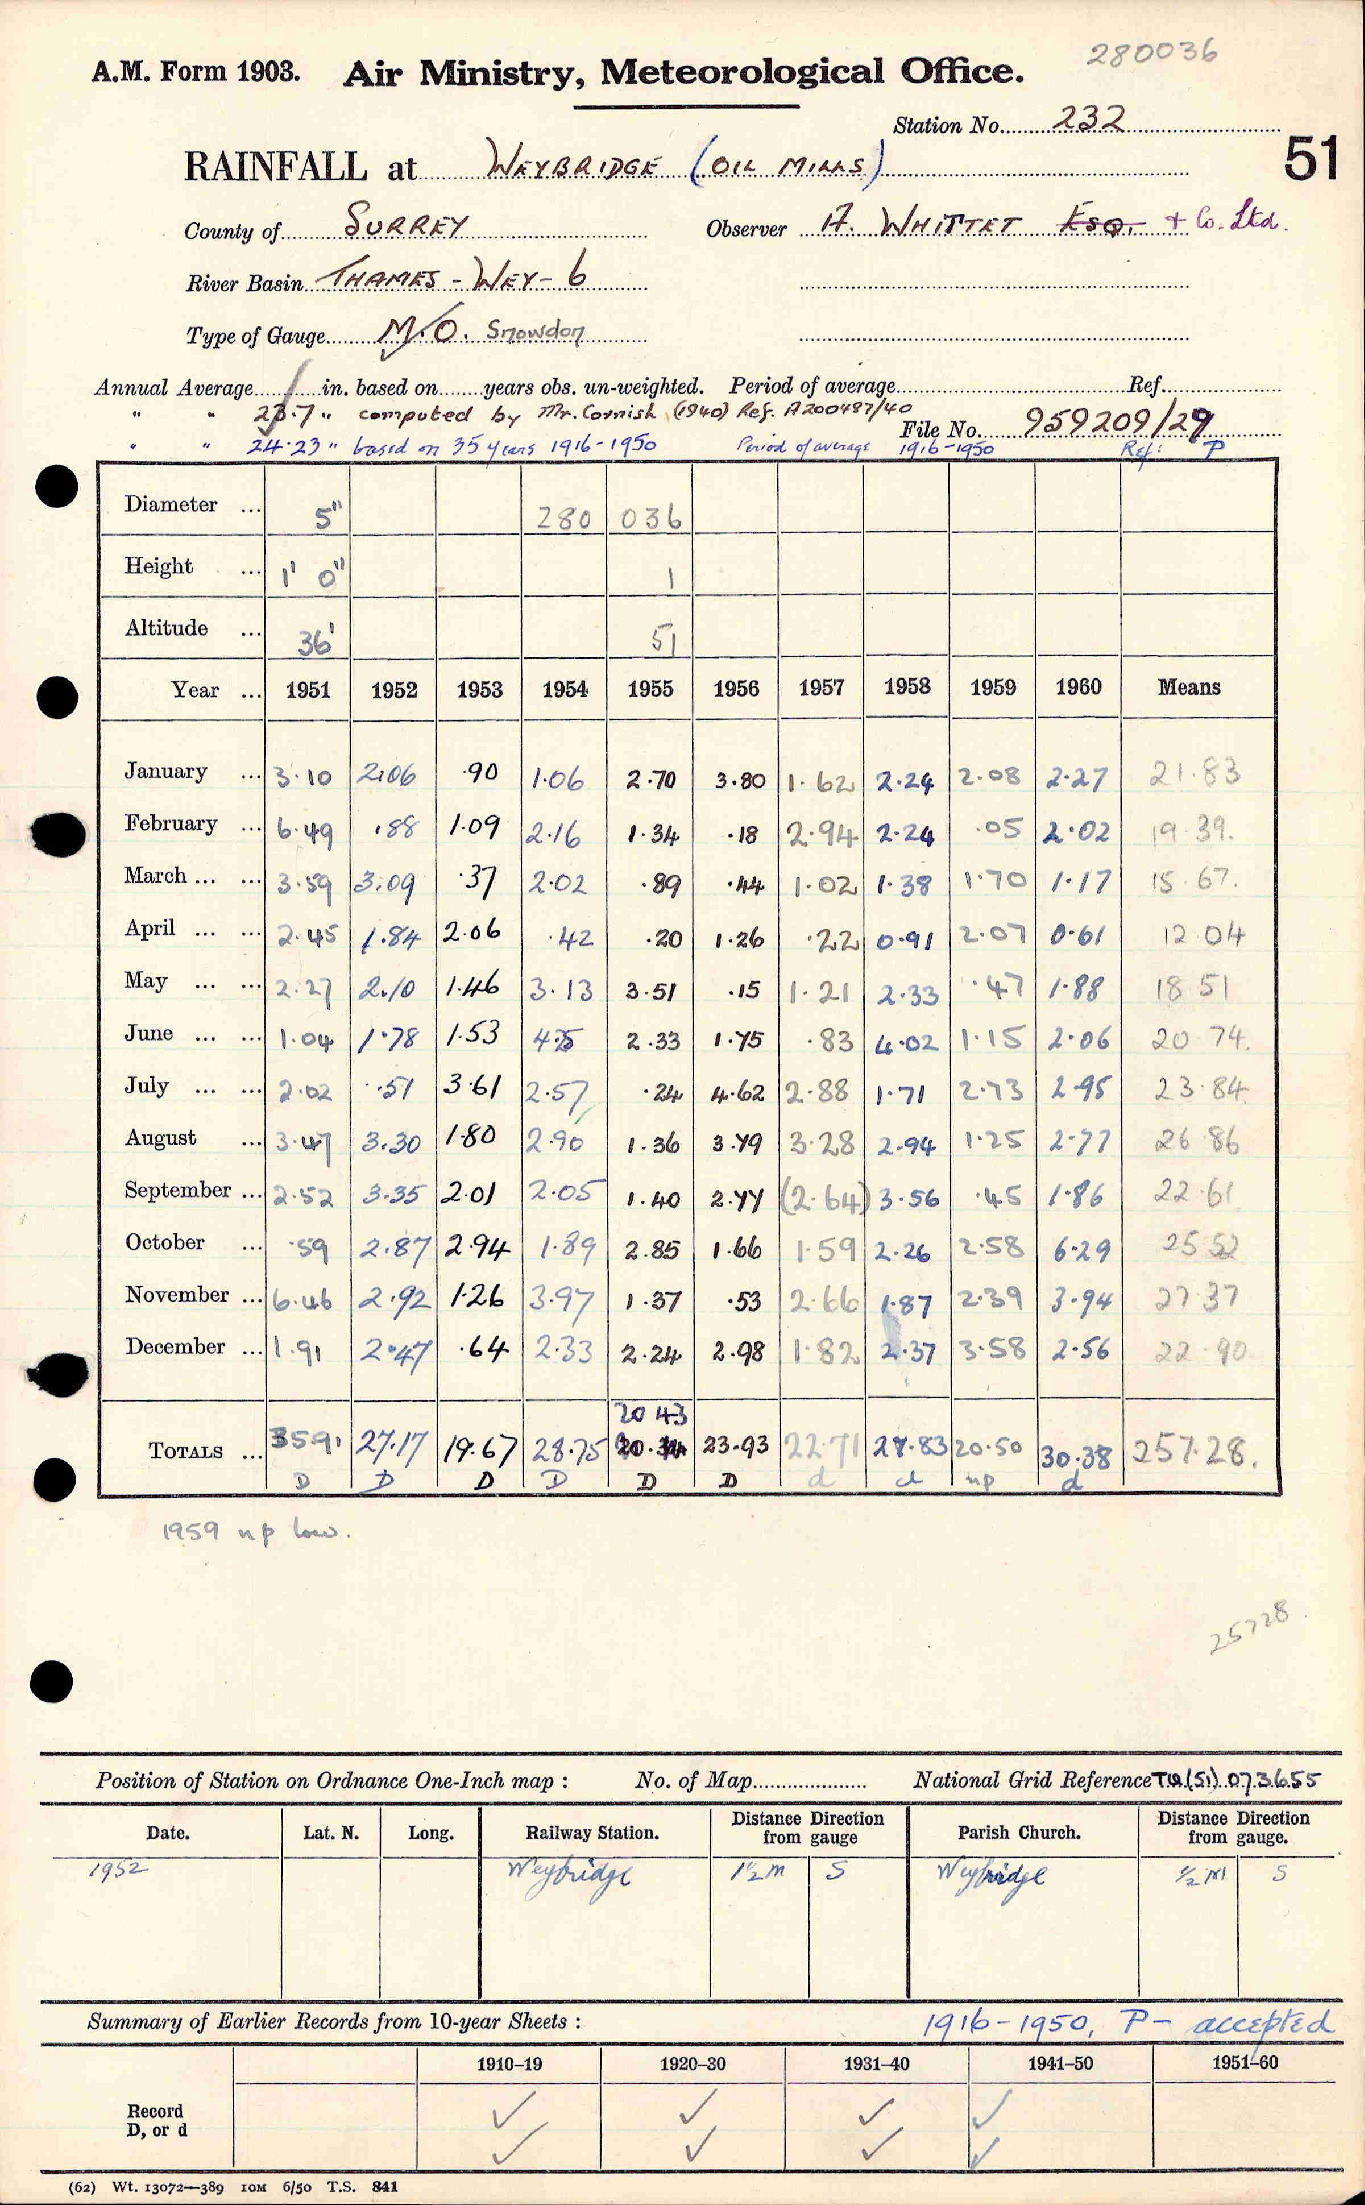 280036
A.M. Form 1903. Air Ministry, Meteorological Office.
Station No. 232
51
RAINFALL at WEYBRIDGE (OIL MILLS)
County of SURREY Observer A. WHITTET Esq. + Co. Ltd.
River Basin THAMES - WEY - 6
Type of Gauge M.O. Snowdon
Annual Average in. based on years obs. un-weighted. Period of average Ref.
" " 23.7 " computed by Mr. Cornish (1940) Ref. A200487/40
File No. 959209/29
" " 24.23 " based on 35 years 1916-1950 Period of average 1916-1950 Ref: P
Diameter ... 5" 280 036
Height ... 1' 0" 1
Altitude ... 36' 51
Year ... 1951 1952 1953 1954 1955 1956 1957 1958 1959 1960 Means
January ... 3.10 2.06 .90 1.06 2.70 3.80 1.62 2.24 2.08 2.27 21.83
February ... 6.49 .88 1.09 2.16 1.34 .18 2.94 2.24 .05 2.02 19.39.
March ... ... 3.59 3.09 .37 2.02 .89 .44 1.02 1.38 1.70 1.17 15.67.
April ... ... 2.45 1.84 2.06 .42 .20 1.26 .22 0.91 2.07 0.61 12 04
May ... ... 2.27 2.10 1.46 3.13 3.51 .15 1.21 2.33 .47 1.88 18 51
June ... ... 1.04 1.78 1.53 4.25 2.33 1.75 .83 4.02 1.15 2.06 20 74.
July ... ... 2.02 .51 3.61 2.57 .24 4.62 2.88 1.71 2.73 2.95 23.84.
August ... 3.47 3.30 1.80 2.90 1.36 3.79 3.28 2.94 1.25 2.77 26 86
September ... 2.52 3.35 2.01 2.05 1.40 2.77 (2.64) 3.56 .45 1.86 22.61
October ... .59 2.87 2.94 1.89 2.85 1.66 1.59 2.26 2.58 6.29 25 52
November ... 6.46 2.92 1.26 3.97 1.37 .53 2.66 1.87 2.39 3.94 27 37
December ... 1.91 2.47 .64 2.33 2.24 2.98 1.82 2.37 3.58 2.56 22 90
20 43
TOTALS ... 35 91 27.17 19.67 28.75 20.34 23.93 22.71 27.83 20.50 30.38 257.28.
D D D D D D d d np d
1959 np low.
25728.
Position of Station on Ordnance One-Inch map : No. of Map National Grid Reference TQ(51) 073655
Date. Lat. N. Long. Railway Station. Distance Direction from gauge Parish Church. Distance Direction from gauge.
1952 Weybridge 1½ M S Weybridge ½ M S
Summary of Earlier Records from 10-year Sheets : 1916-1950, P- accepted
1910–19 1920–30 1931–40 1941–50 1951–60
Record ✓ ✓ ✓ ✓
D, or d ✓ ✓ ✓ ✓
(62) Wt. 13072—389 10M 6/50 T.S. 841